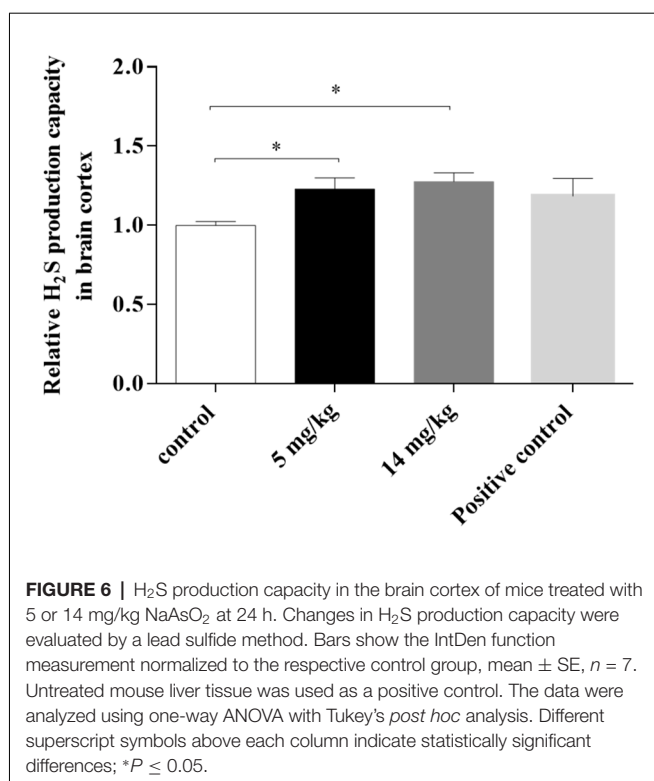 Relative H₂S production capacity
in brain cortex
2.0
1.5
1.0
0.5
0.0
*
*
control
5 mg/kg
14 mg/kg
Positive control
FIGURE 6 | H₂S production capacity in the brain cortex of mice treated with
5 or 14 mg/kg NaAsO₂ at 24 h. Changes in H₂S production capacity were
evaluated by a lead sulfide method. Bars show the IntDen function
measurement normalized to the respective control group, mean ± SE, n = 7.
Untreated mouse liver tissue was used as a positive control. The data were
analyzed using one-way ANOVA with Tukey's post hoc analysis. Different
superscript symbols above each column indicate statistically significant
differences; *P ≤ 0.05.